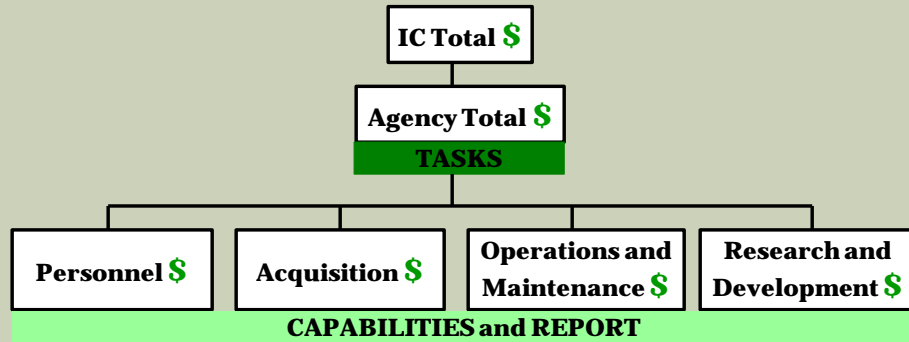 IC Total $
Agency Total $
TASKS
Personnel $
Acquisition $
Operations and
Maintenance $
Research and
Development $
CAPABILITIES and REPORT